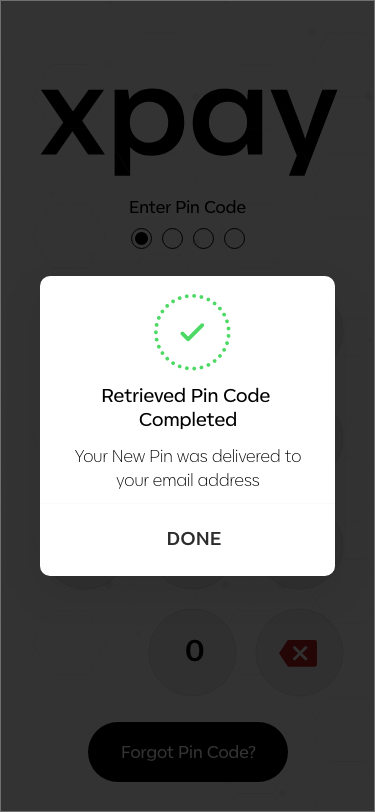 xpay
Enter Pin Code
Retrieved Pin Code
Completed
Your New Pin was delivered to
your email address
DONE
0
Forgot Pin Code?